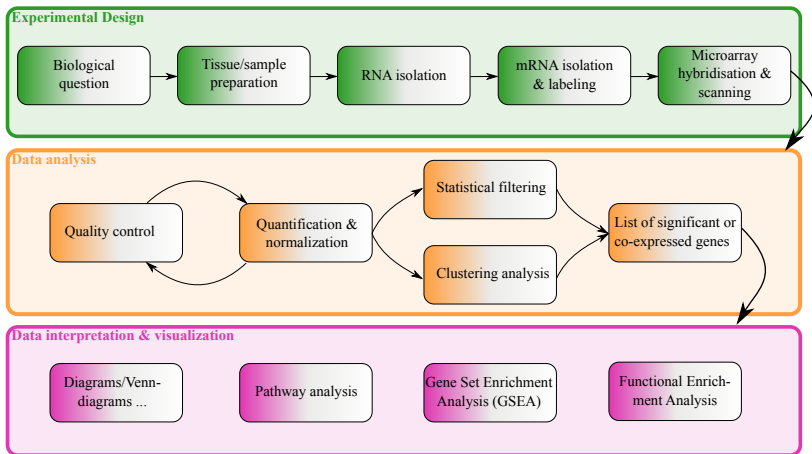 Experimental Design
Biological
question
Tissue/sample
preparation
RNA isolation
mRNA isolation
& labeling
Microarray
hybridisation &
scanning
Data analysis
Quality control
Quantification &
normalization
Statistical filtering
Clustering analysis
List of significant or
co-expressed genes
Data interpretation & visualization
Diagrams/Venn-
diagrams ...
Pathway analysis
Gene Set Enrichment
Analysis (GSEA)
Functional Enrich-
ment Analysis